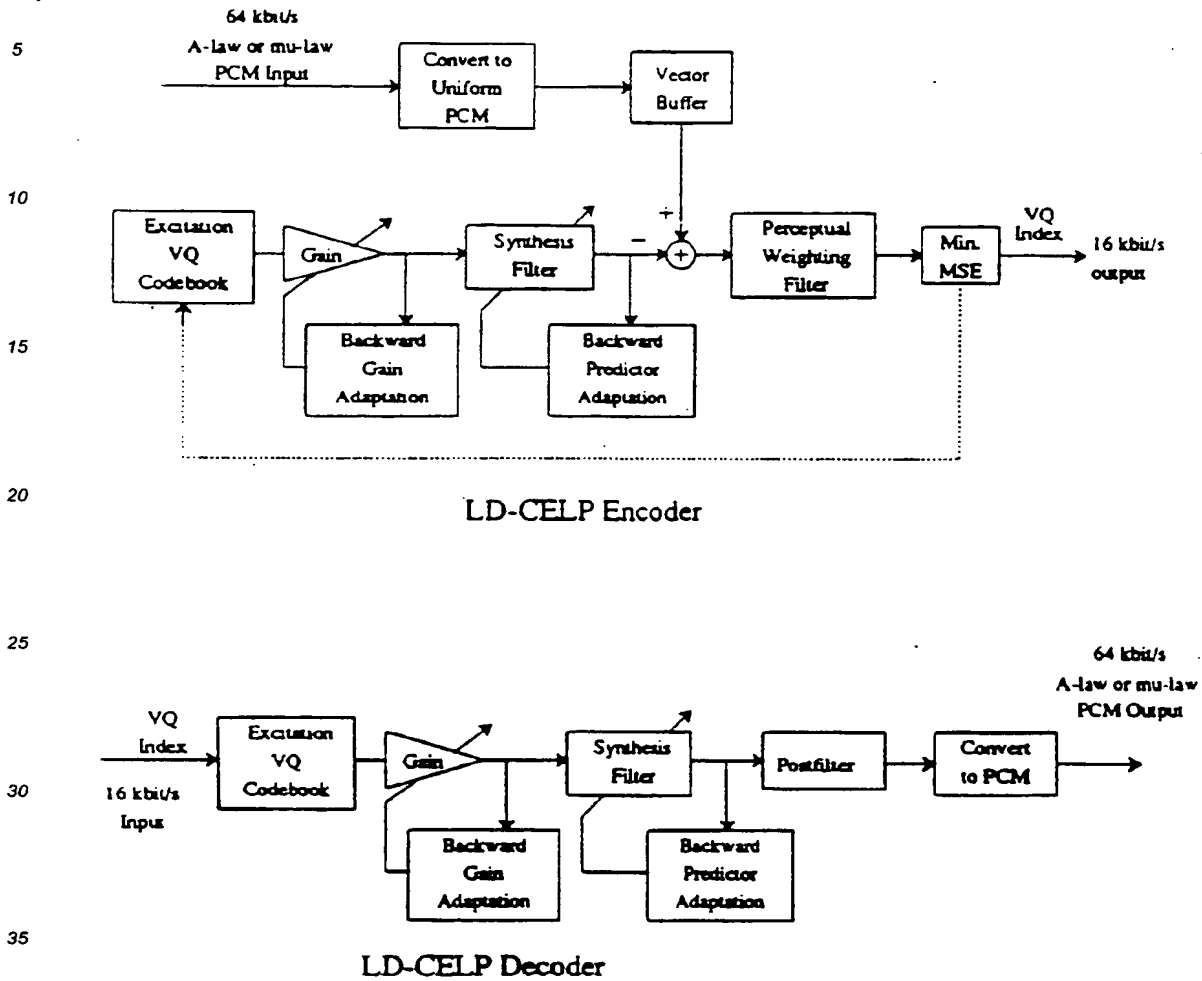 64 kbit/s
5
A-law or mu-law
PCM Input
Convert to
Uniform
PCM
Vector
Buffer
10
+
Excitation
VQ
Codebook
Gain
Synthesis
Filter
−
+
Perceptual
Weighting
Filter
Min.
MSE
VQ
Index
16 kbit/s
output
15
Backward
Gain
Adaptation
Backward
Predictor
Adaptation
20
LD-CELP Encoder
25
64 kbit/s
A-law or mu-law
PCM Output
VQ
Index
16 kbit/s
Input
30
Excitation
VQ
Codebook
Gain
Synthesis
Filter
Postfilter
Convert
to PCM
Backward
Gain
Adaptation
Backward
Predictor
Adaptation
35
LD-CELP Decoder